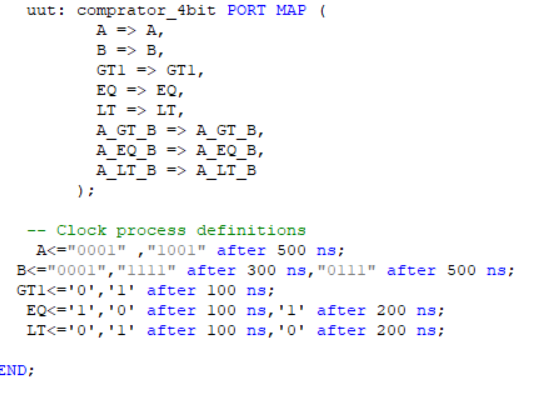 uut: comprator_4bit PORT MAP (
A => A,
B => B,
GT1 => GT1,
EQ => EQ,
LT => LT,
A_GT_B => A_GT_B,
A_EQ_B => A_EQ_B,
A_LT_B => A_LT_B
);
-- Clock process definitions
A<="0001" ,"1001" after 500 ns;
B<="0001","1111" after 300 ns,"0111" after 500 ns;
GT1<='0','1' after 100 ns;
EQ<='1','0' after 100 ns,'1' after 200 ns;
LT<='0','1' after 100 ns,'0' after 200 ns;
END;